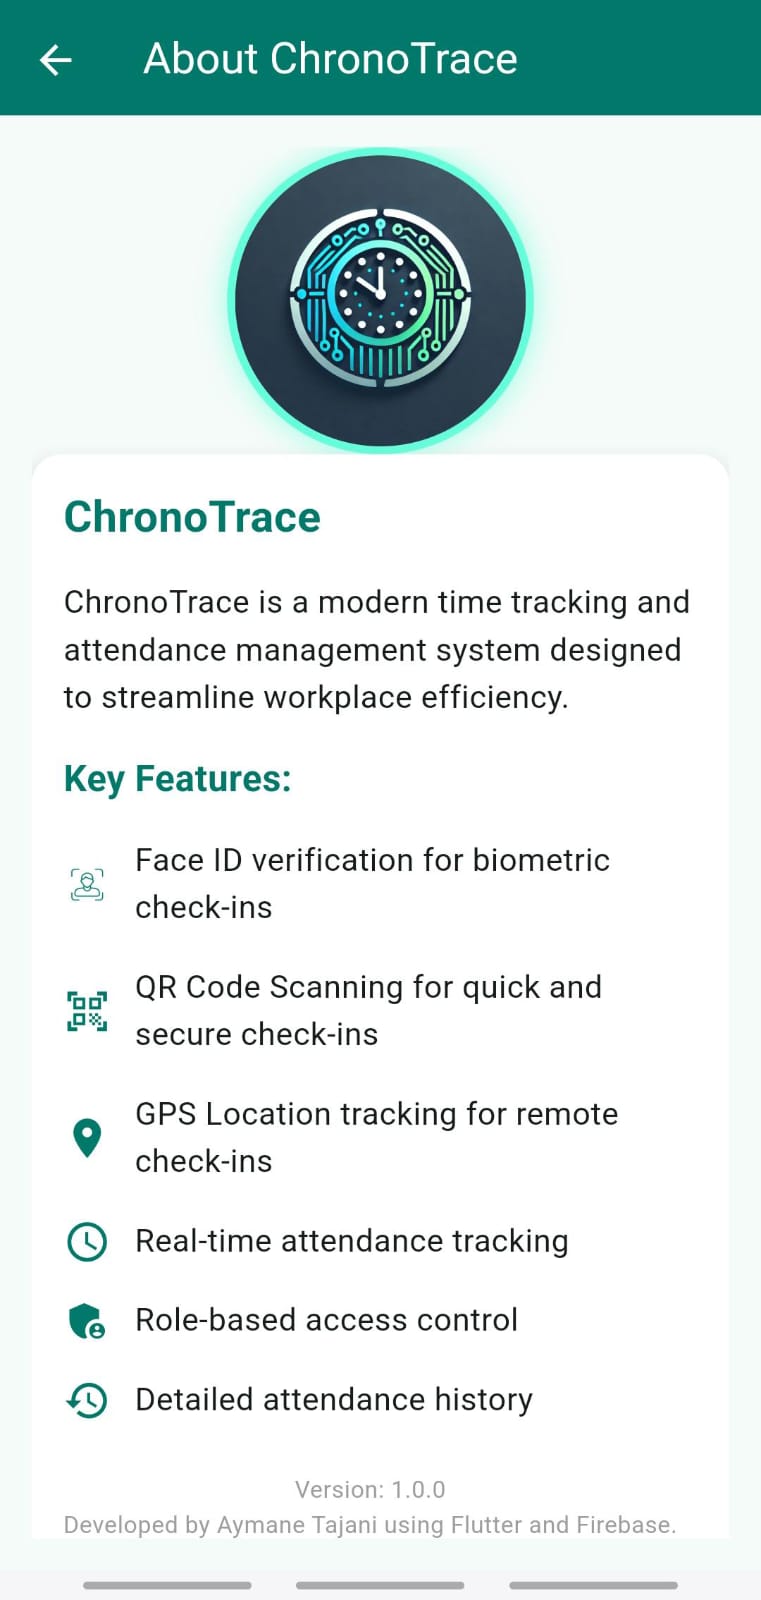 About ChronoTrace
ChronoTrace
ChronoTrace is a modern time tracking and
attendance management system designed
to streamline workplace efficiency.
Key Features:
Face ID verification for biometric
check-ins
QR Code Scanning for quick and
secure check-ins
GPS Location tracking for remote
check-ins
Real-time attendance tracking
Role-based access control
Detailed attendance history
Version: 1.0.0
Developed by Aymane Tajani using Flutter and Firebase.